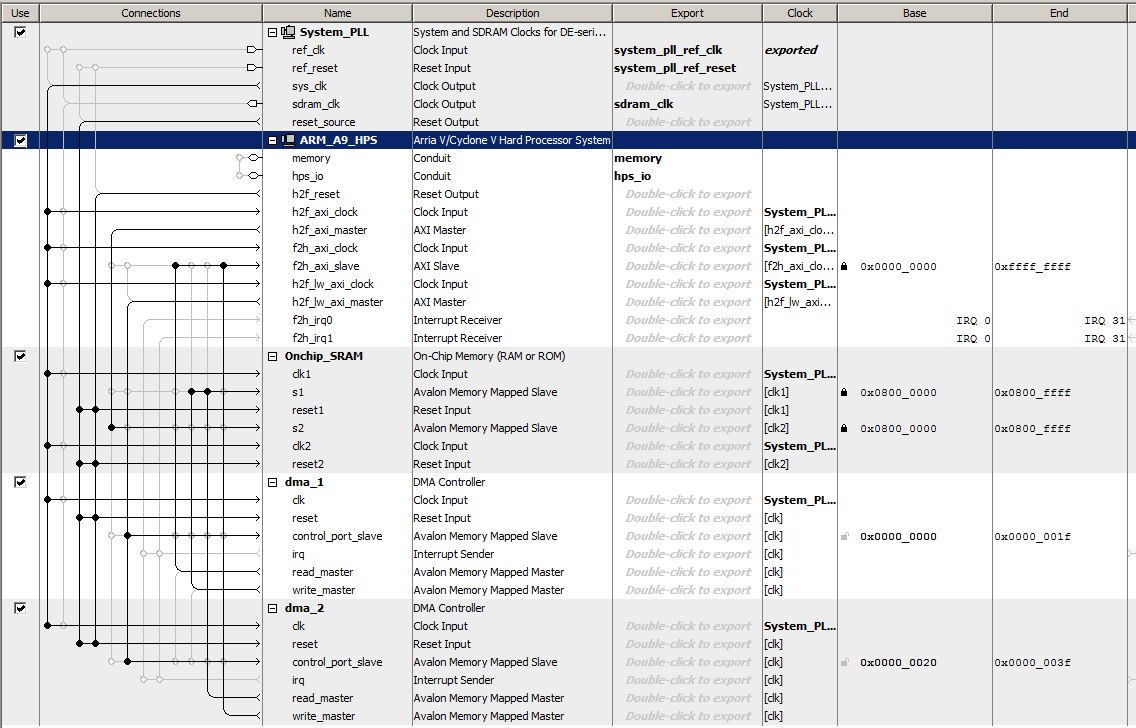 Use Connections Name Description Export Clock Base End
System_PLL System and SDRAM Clocks for DE-seri...
ref_clk Clock Input system_pll_ref_clk exported
ref_reset Reset Input system_pll_ref_reset
sys_clk Clock Output Double-click to export System_PLL...
sdram_clk Clock Output sdram_clk System_PLL...
reset_source Reset Output Double-click to export
ARM_A9_HPS Arria V/Cyclone V Hard Processor System
memory Conduit memory
hps_io Conduit hps_io
h2f_reset Reset Output Double-click to export
h2f_axi_clock Clock Input Double-click to export System_PL...
h2f_axi_master AXI Master Double-click to export [h2f_axi_clo...
f2h_axi_clock Clock Input Double-click to export System_PL...
f2h_axi_slave AXI Slave Double-click to export [f2h_axi_clo... 0x0000_0000 0xffff_ffff
h2f_lw_axi_clock Clock Input Double-click to export System_PL...
h2f_lw_axi_master AXI Master Double-click to export [h2f_lw_axi...
f2h_irq0 Interrupt Receiver Double-click to export IRQ 0 IRQ 31
f2h_irq1 Interrupt Receiver Double-click to export IRQ 0 IRQ 31
Onchip_SRAM On-Chip Memory (RAM or ROM)
clk1 Clock Input Double-click to export System_PL...
s1 Avalon Memory Mapped Slave Double-click to export [clk1] 0x0800_0000 0x0800_ffff
reset1 Reset Input Double-click to export [clk1]
s2 Avalon Memory Mapped Slave Double-click to export [clk2] 0x0800_0000 0x0800_ffff
clk2 Clock Input Double-click to export System_PL...
reset2 Reset Input Double-click to export [clk2]
dma_1 DMA Controller
clk Clock Input Double-click to export System_PL...
reset Reset Input Double-click to export [clk]
control_port_slave Avalon Memory Mapped Slave Double-click to export [clk] 0x0000_0000 0x0000_001f
irq Interrupt Sender Double-click to export [clk]
read_master Avalon Memory Mapped Master Double-click to export [clk]
write_master Avalon Memory Mapped Master Double-click to export [clk]
dma_2 DMA Controller
clk Clock Input Double-click to export System_PL...
reset Reset Input Double-click to export [clk]
control_port_slave Avalon Memory Mapped Slave Double-click to export [clk] 0x0000_0020 0x0000_003f
irq Interrupt Sender Double-click to export [clk]
read_master Avalon Memory Mapped Master Double-click to export [clk]
write_master Avalon Memory Mapped Master Double-click to export [clk]